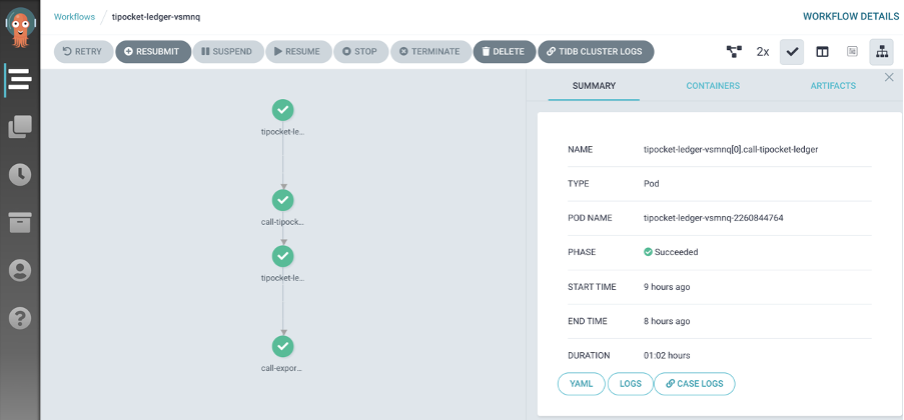 Workflows / tipocket-ledger-vsmnq
WORKFLOW DETAILS
RETRY RESUBMIT SUSPEND RESUME STOP TERMINATE DELETE TIDB CLUSTER LOGS 2x
SUMMARY CONTAINERS ARTIFACTS
tipocket-le...
call-tipock...
tipocket-le...
call-expor...
NAME tipocket-ledger-vsmnq[0].call-tipocket-ledger
TYPE Pod
POD NAME tipocket-ledger-vsmnq-2260844764
PHASE Succeeded
START TIME 9 hours ago
END TIME 8 hours ago
DURATION 01:02 hours
YAML LOGS CASE LOGS